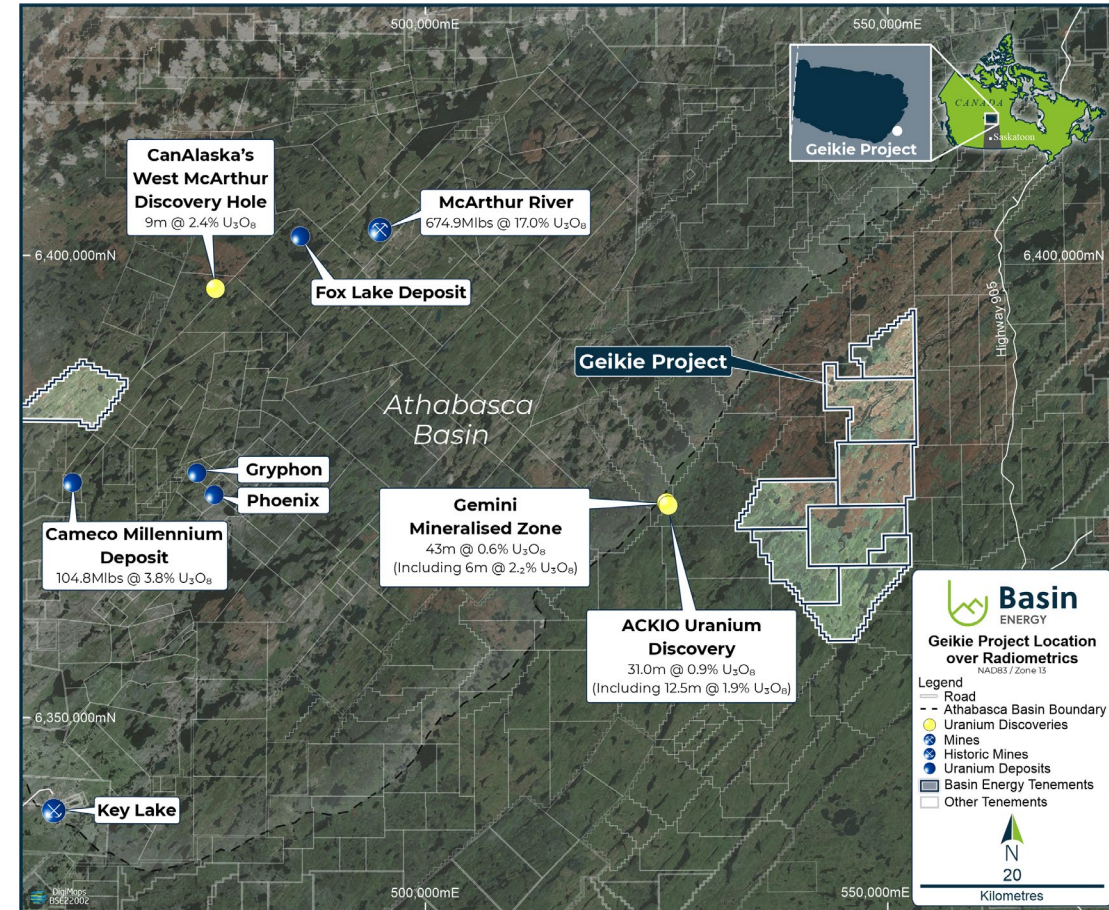 500,000mE
550,000mE
CANADA
Saskatoon
Geikie Project
CanAlaska's
West McArthur
Discovery Hole
9m @ 2.4% U₃O₈
McArthur River
674.9Mlbs @ 17.0% U₃O₈
Fox Lake Deposit
6,400,000mN
6,400,000mN
Highway 905
Geikie Project
Athabasca
Basin
Gryphon
Phoenix
Cameco Millennium
Deposit
104.8Mlbs @ 3.8% U₃O₈
Gemini
Mineralised Zone
43m @ 0.6% U₃O₈
(Including 6m @ 2.₂% U₃O₈)
ACKIO Uranium
Discovery
31.0m @ 0.9% U₃O₈
(Including 12.5m @ 1.9% U₃O₈)
6,350,000mN
Key Lake
Basin
ENERGY
Geikie Project Location
over Radiometrics
NAD83 / Zone 13
Legend
Road
Athabasca Basin Boundary
Uranium Discoveries
Mines
Historic Mines
Uranium Deposits
Basin Energy Tenements
Other Tenements
N
20
Kilometres
DigiMaps
BSE22002
500,000mE
550,000mE